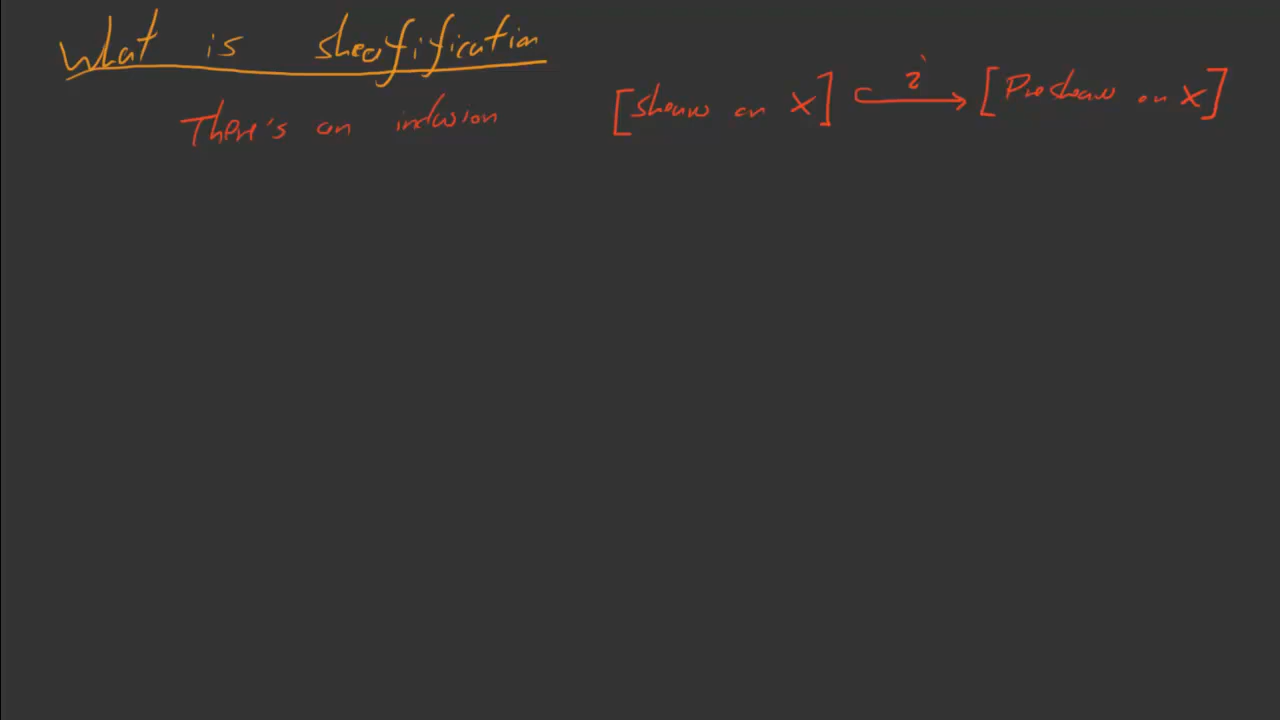 What is sheafification
There's an inclusion [Sheaves on X] i [Presheaves on X]